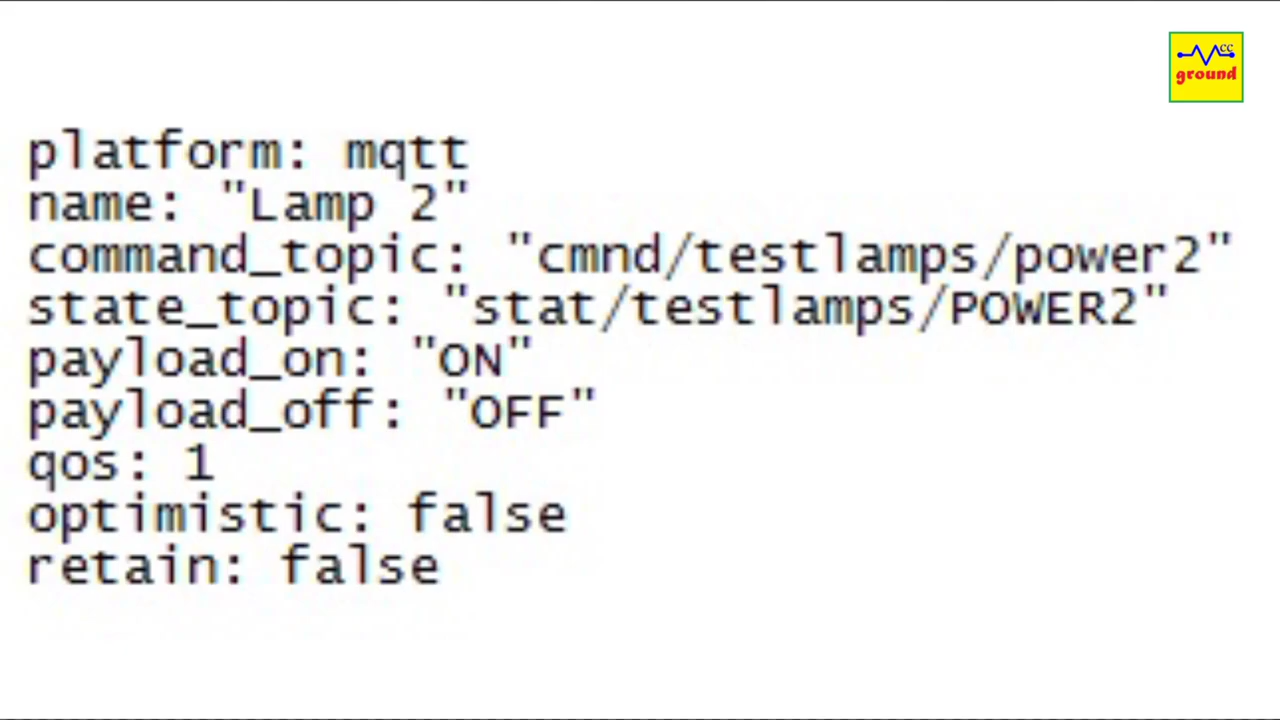 cc
ground
platform: mqtt
name: "Lamp 2"
command_topic: "cmnd/testlamps/power2"
state_topic: "stat/testlamps/POWER2"
payload_on: "ON"
payload_off: "OFF"
qos: 1
optimistic: false
retain: false